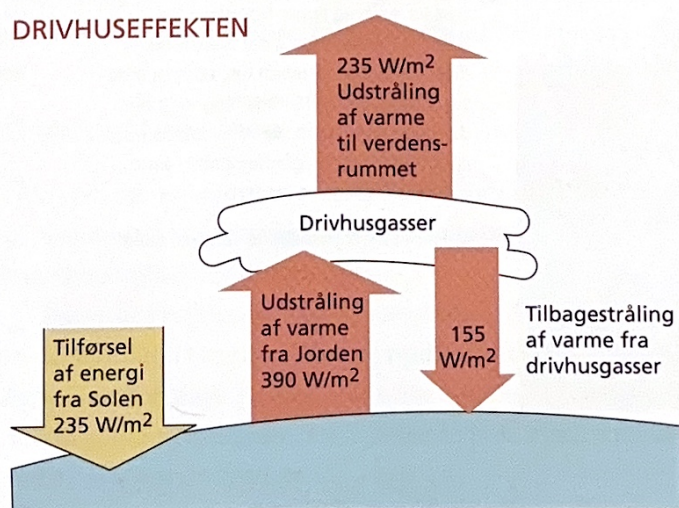 DRIVHUSEFFEKTEN
235 W/m²
Udstråling
af varme
til verdens-
rummet
Drivhusgasser
Udstråling
af varme
fra Jorden
390 W/m²
155
W/m²
Tilbagestråling
af varme fra
drivhusgasser
Tilførsel
af energi
fra Solen
235 W/m²